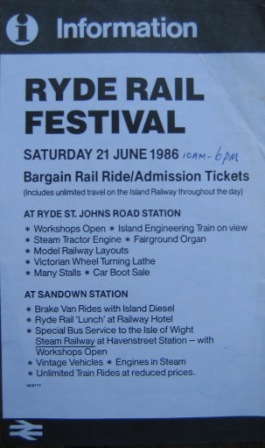 i Information
RYDE RAIL
FESTIVAL
SATURDAY 21 JUNE 1986 10AM - 6PM
Bargain Rail Ride/Admission Tickets
(Includes unlimited travel on the Island Railway throughout the day)
AT RYDE ST. JOHNS ROAD STATION
* Workshops Open * Island Engineering Train on view
* Steam Tractor Engine * Fairground Organ
* Model Railway Layouts
* Victorian Wheel Turning Lathe
* Many Stalls * Car Boot Sale
AT SANDOWN STATION
* Brake Van Rides with Island Diesel
* Ryde Rail 'Lunch' at Railway Hotel
* Special Bus Service to the Isle of Wight
Steam Railway at Havenstreet Station – with
Workshops Open
* Vintage Vehicles * Engines in Steam
* Unlimited Train Rides at reduced prices.